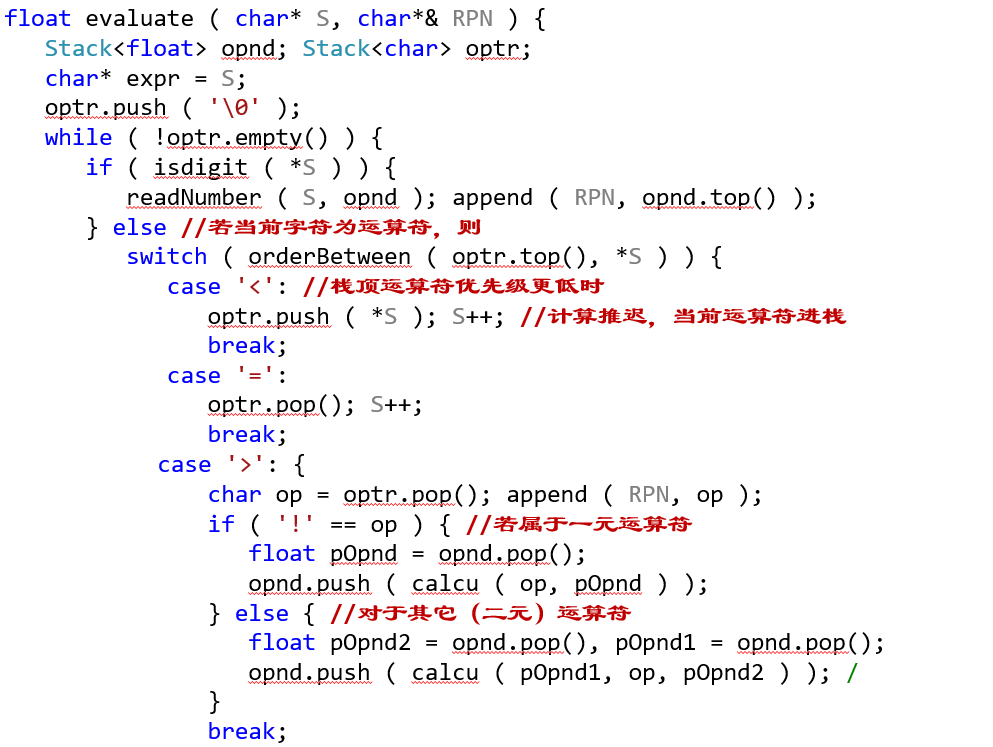 float evaluate ( char* S, char*& RPN ) {
   Stack<float> opnd; Stack<char> optr;
   char* expr = S;
   optr.push ( '\0' );
   while ( !optr.empty() ) {
      if ( isdigit ( *S ) ) {
         readNumber ( S, opnd ); append ( RPN, opnd.top() );
      } else //若当前字符为运算符，则
         switch ( orderBetween ( optr.top(), *S ) ) {
            case '<': //栈顶运算符优先级更低时
               optr.push ( *S ); S++; //计算推迟，当前运算符进栈
               break;
            case '=':
               optr.pop(); S++;
               break;
            case '>': {
               char op = optr.pop(); append ( RPN, op );
               if ( '!' == op ) { //若属于一元运算符
                  float pOpnd = opnd.pop();
                  opnd.push ( calcu ( op, pOpnd ) );
               } else { //对于其它（二元）运算符
                  float pOpnd2 = opnd.pop(), pOpnd1 = opnd.pop();
                  opnd.push ( calcu ( pOpnd1, op, pOpnd2 ) ); /
               }
               break;